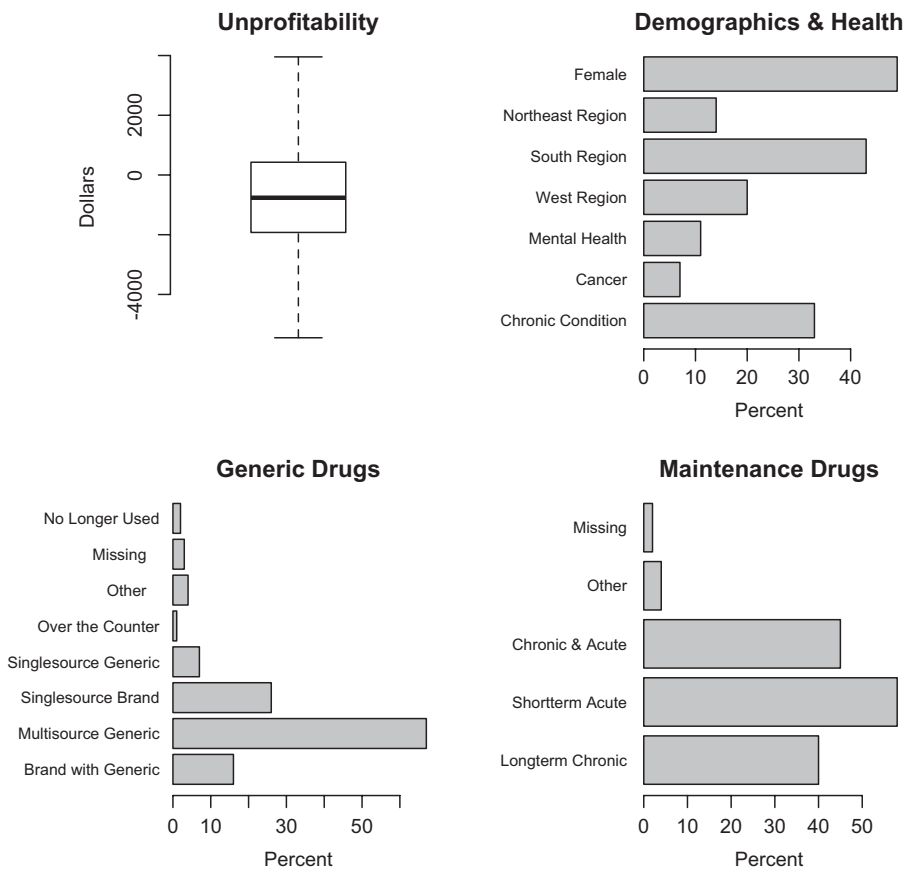 Unprofitability
Dollars
2000
0
-4000
Demographics & Health
Female
Northeast Region
South Region
West Region
Mental Health
Cancer
Chronic Condition
0 10 20 30 40
Percent
Generic Drugs
No Longer Used
Missing
Other
Over the Counter
Singlesource Generic
Singlesource Brand
Multisource Generic
Brand with Generic
0 10 30 50
Percent
Maintenance Drugs
Missing
Other
Chronic & Acute
Shortterm Acute
Longterm Chronic
0 10 20 30 40 50
Percent